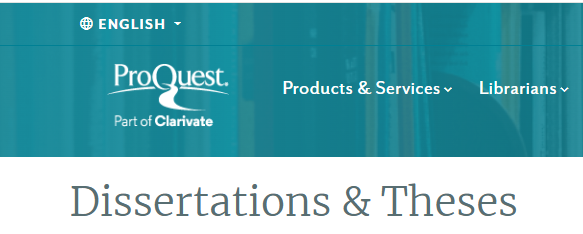 ENGLISH
ProQuest.
Part of Clarivate
Products & Services
Librarians
Dissertations & Theses